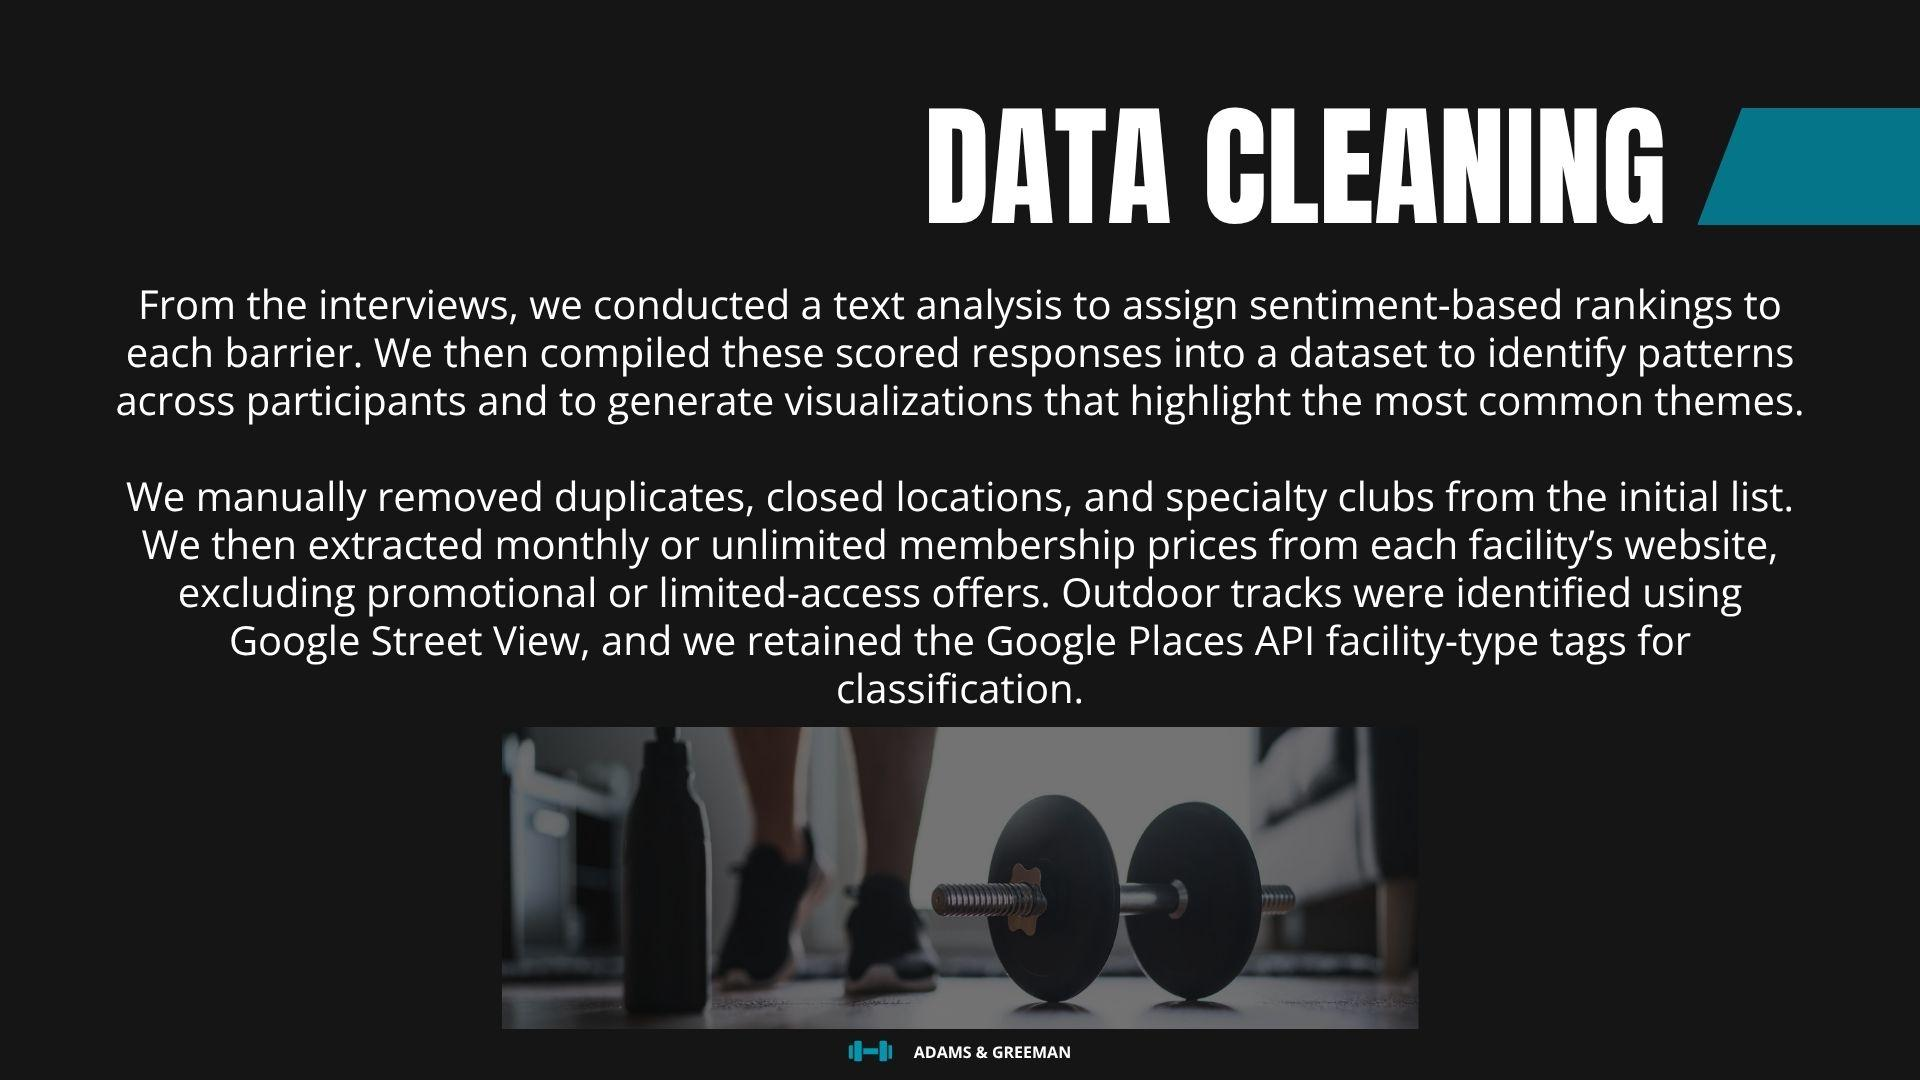 DATA CLEANING
From the interviews, we conducted a text analysis to assign sentiment-based rankings to
each barrier. We then compiled these scored responses into a dataset to identify patterns
across participants and to generate visualizations that highlight the most common themes.
We manually removed duplicates, closed locations, and specialty clubs from the initial list.
We then extracted monthly or unlimited membership prices from each facility’s website,
excluding promotional or limited-access offers. Outdoor tracks were identified using
Google Street View, and we retained the Google Places API facility-type tags for
classification.
ADAMS & GREEMAN